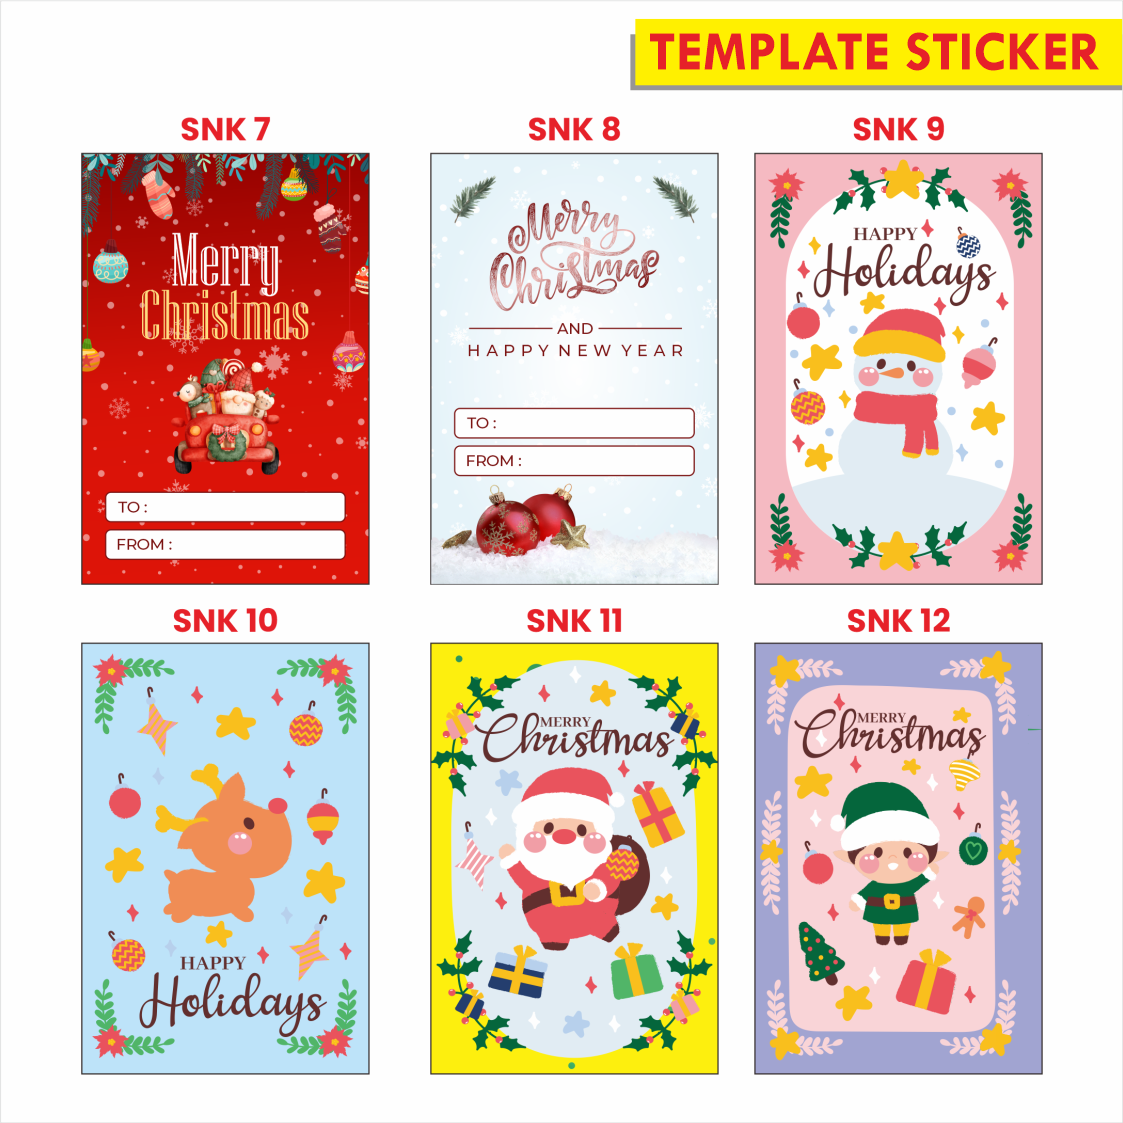 TEMPLATE STICKER
SNK 7
Merry
Christmas
TO :
FROM :
SNK 8
Merry
Christmas
AND
HAPPY NEW YEAR
TO :
FROM :
SNK 9
HAPPY
Holidays
SNK 10
HAPPY
Holidays
SNK 11
MERRY
Christmas
SNK 12
MERRY
Christmas